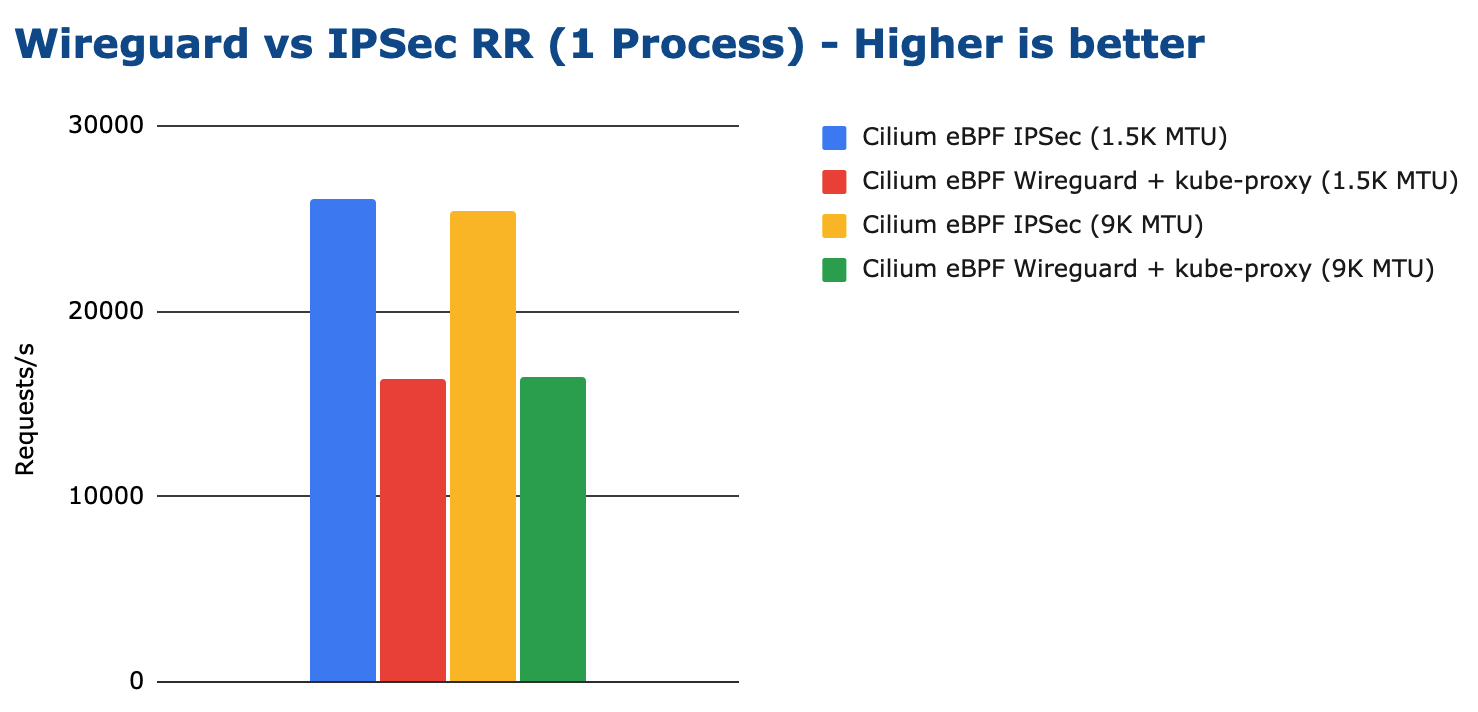 Wireguard vs IPSec RR (1 Process) - Higher is better
30000
20000
10000
0
Requests/s
Cilium eBPF IPSec (1.5K MTU)
Cilium eBPF Wireguard + kube-proxy (1.5K MTU)
Cilium eBPF IPSec (9K MTU)
Cilium eBPF Wireguard + kube-proxy (9K MTU)